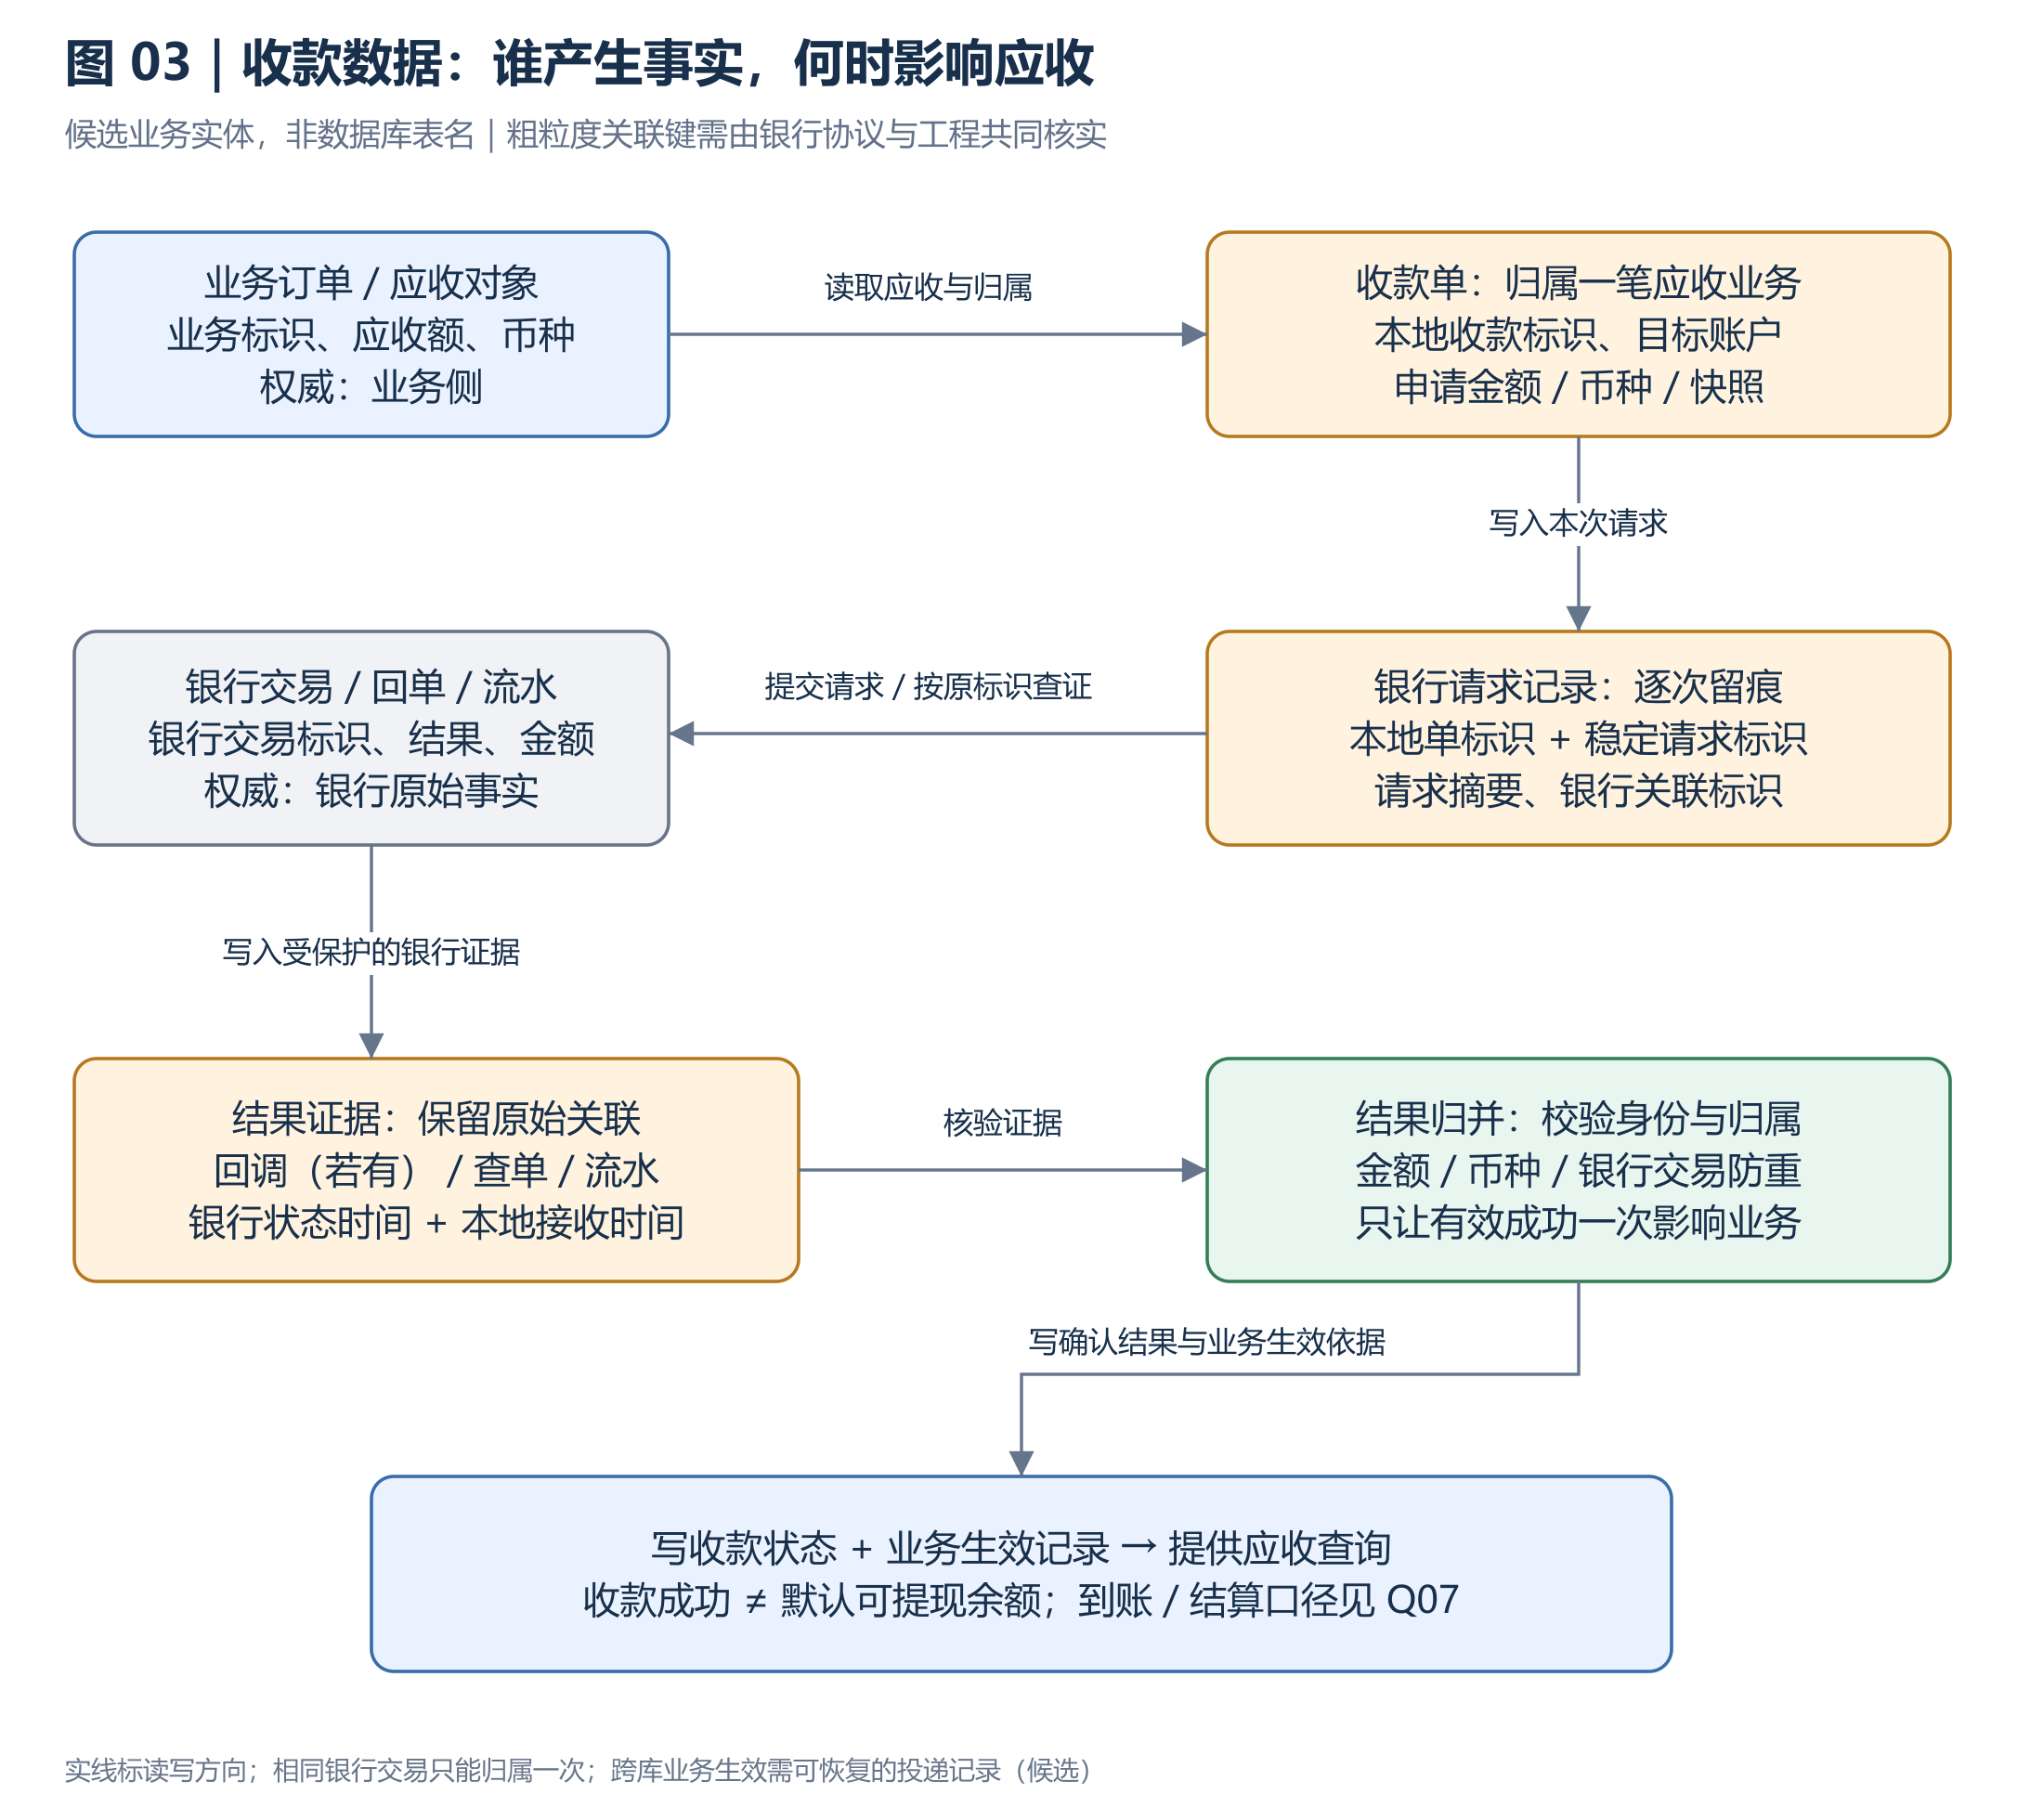 图 03 | 收款数据：谁产生事实，何时影响应收
候选业务实体，非数据库表名 | 粗粒度关联键需由银行协议与工程共同核实
业务订单 / 应收对象
业务标识、应收额、币种
权威：业务侧
读取应收与归属
收款单：归属一笔应收业务
本地收款标识、目标账户
申请金额 / 币种 / 快照
写入本次请求
银行交易 / 回单 / 流水
银行交易标识、结果、金额
权威：银行原始事实
提交请求 / 按原标识查证
银行请求记录：逐次留痕
本地单标识 + 稳定请求标识
请求摘要、银行关联标识
写入受保护的银行证据
结果证据：保留原始关联
回调（若有） / 查单 / 流水
银行状态时间 + 本地接收时间
核验证据
结果归并：校验身份与归属
金额 / 币种 / 银行交易防重
只让有效成功一次影响业务
写确认结果与业务生效依据
写收款状态 + 业务生效记录 → 提供应收查询
收款成功 ≠ 默认可提现余额；到账 / 结算口径见 Q07
实线标读写方向；相同银行交易只能归属一次；跨库业务生效需可恢复的投递记录（候选）